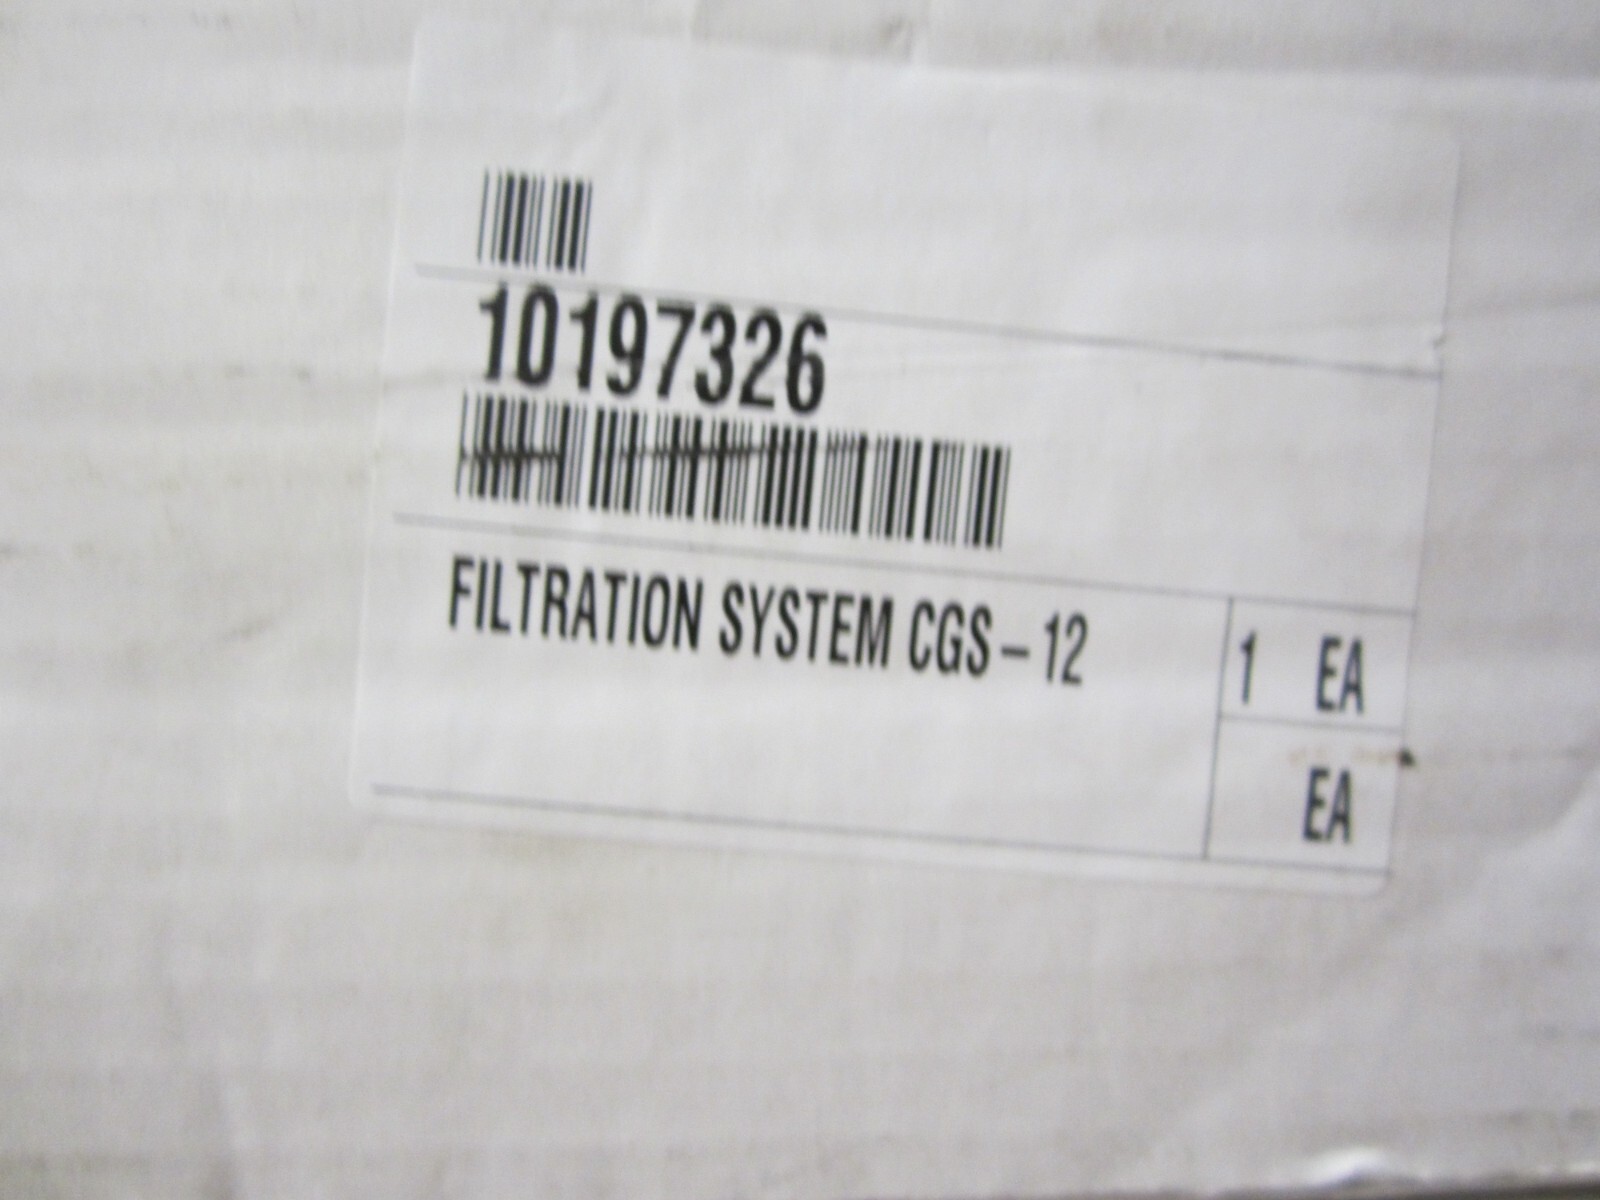 10197326
FILTRATION SYSTEM CGS – 12
1 EA
EA